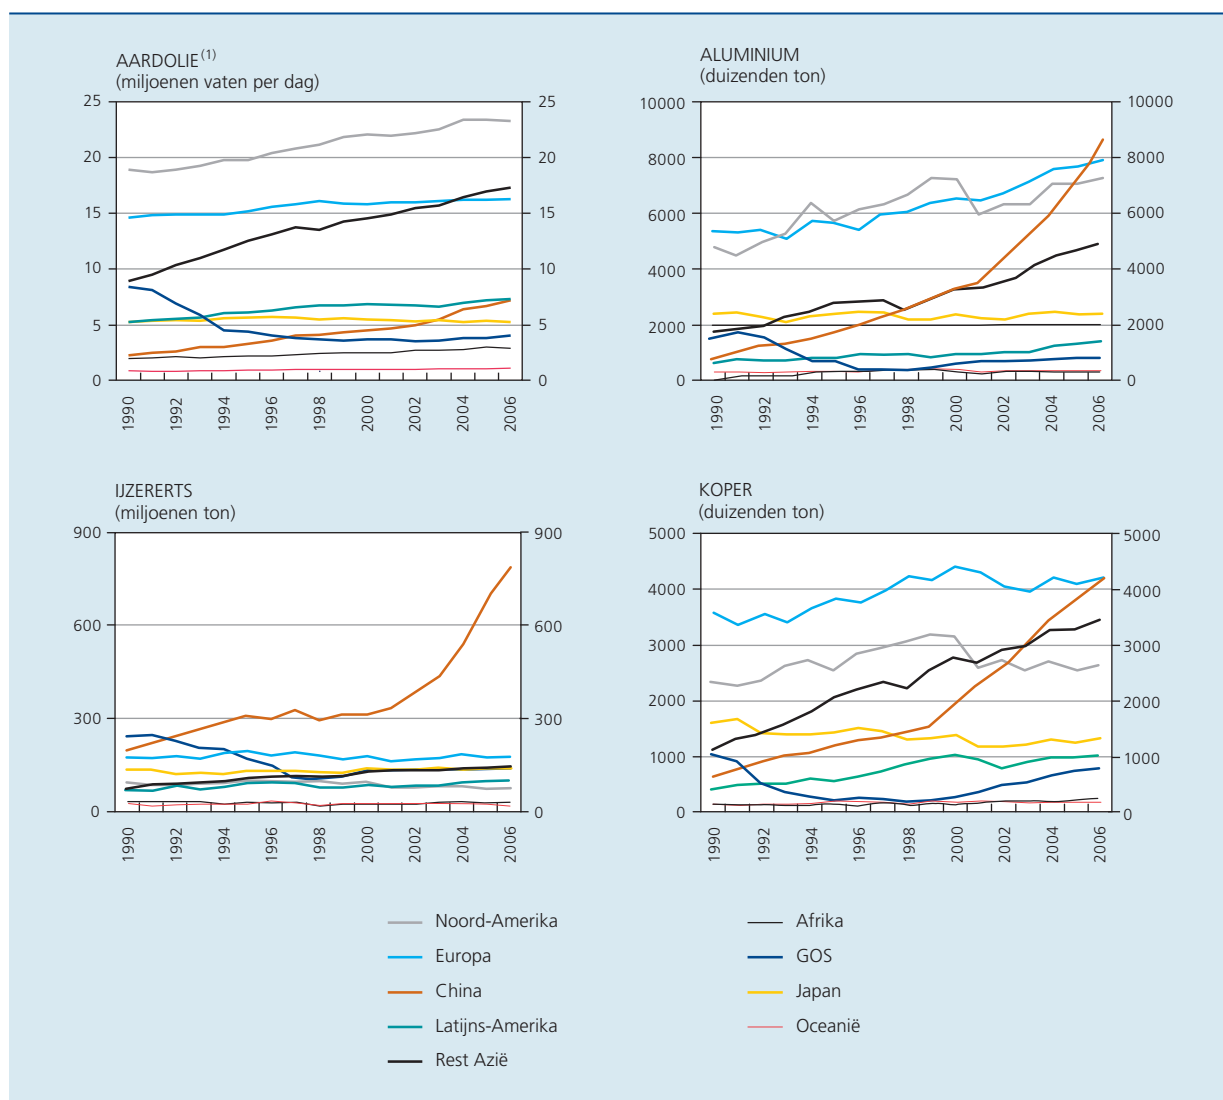 AARDOLIE(1)
(miljoenen vaten per dag)
25 25
20 20
15 15
10 10
5 5
0 0
1990 1992 1994 1996 1998 2000 2002 2004 2006
ALUMINIUM
(duizenden ton)
10000 10000
8000 8000
6000 6000
4000 4000
2000 2000
0 0
1990 1992 1994 1996 1998 2000 2002 2004 2006
IJZERERTS
(miljoenen ton)
900 900
600 600
300 300
0 0
1990 1992 1994 1996 1998 2000 2002 2004 2006
KOPER
(duizenden ton)
5000 5000
4000 4000
3000 3000
2000 2000
1000 1000
0 0
1990 1992 1994 1996 1998 2000 2002 2004 2006
Noord-Amerika
Europa
China
Latijns-Amerika
Rest Azië
Afrika
GOS
Japan
Oceanië